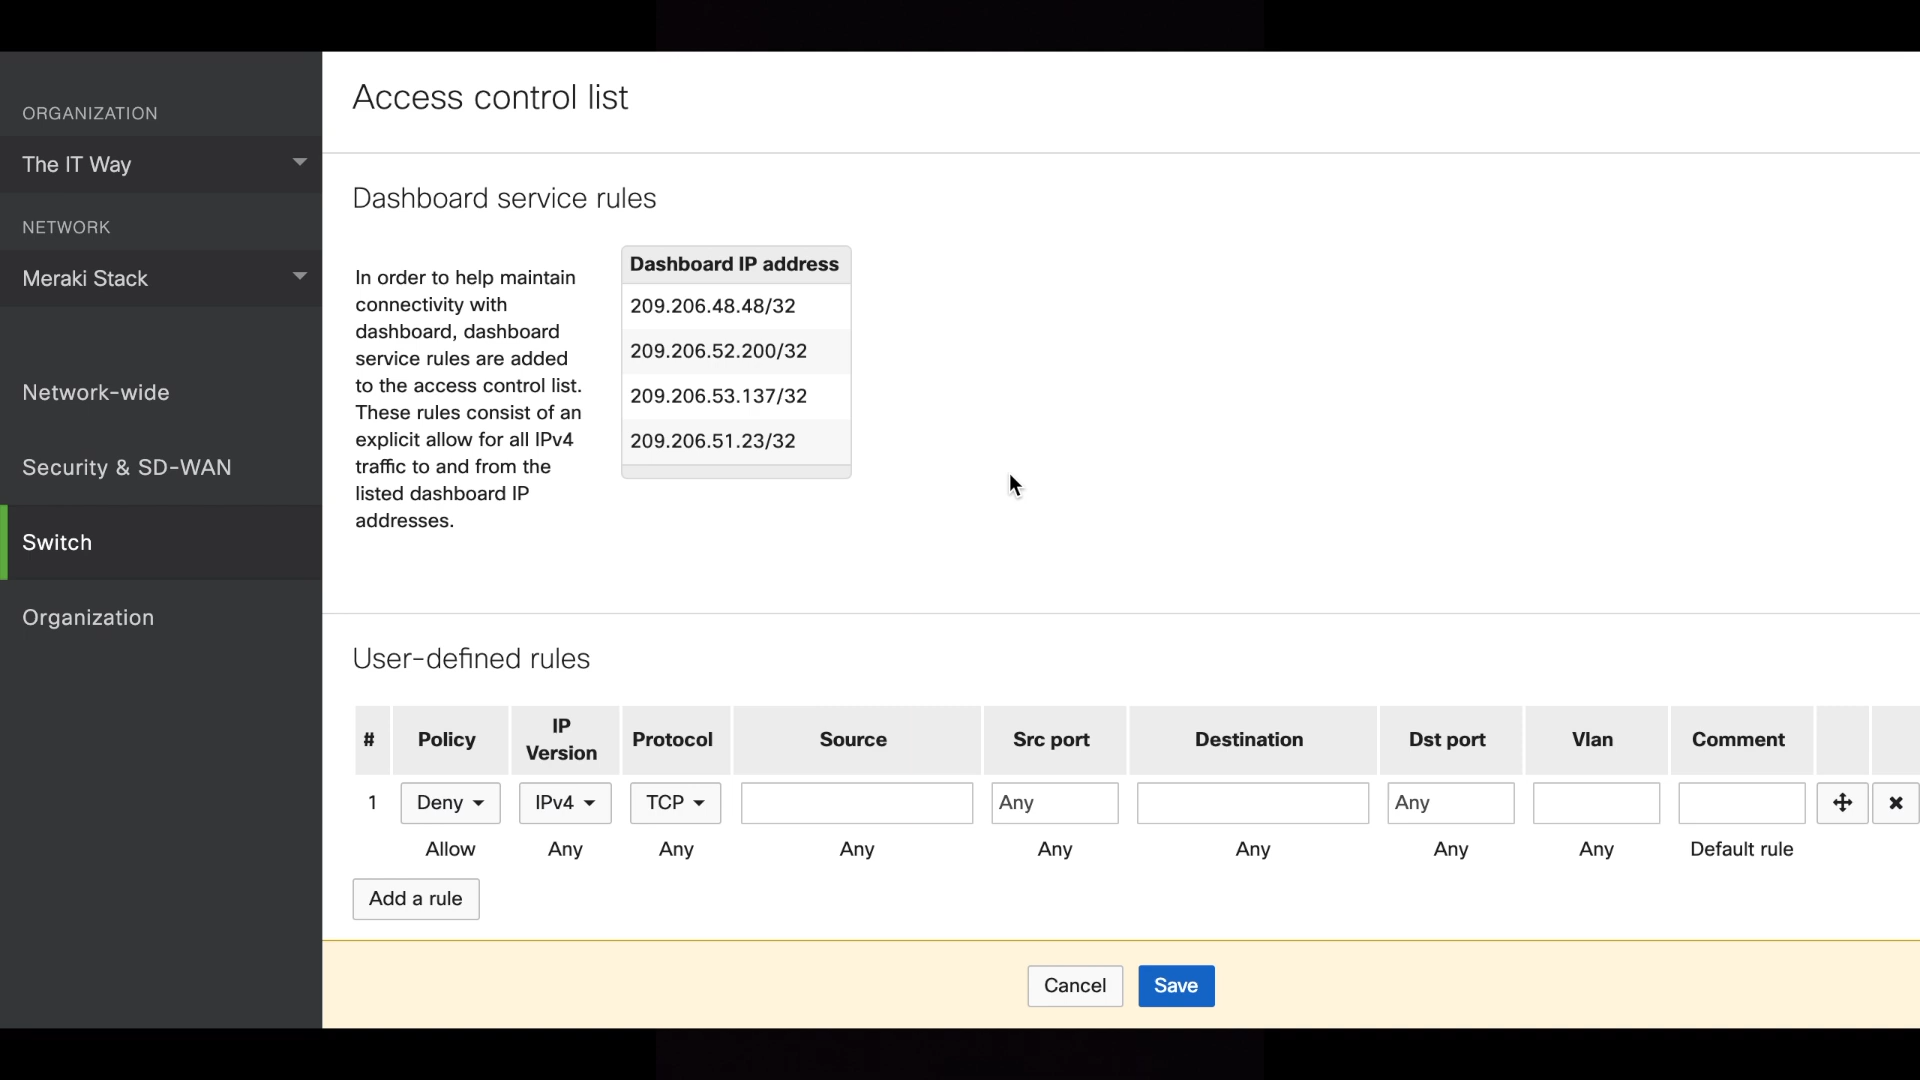 ORGANIZATION
The IT Way
NETWORK
Meraki Stack
Network-wide
Security & SD-WAN
Switch
Organization
Access control list
Dashboard service rules
In order to help maintain
connectivity with
dashboard, dashboard
service rules are added
to the access control list.
These rules consist of an
explicit allow for all IPv4
traffic to and from the
listed dashboard IP
addresses.
Dashboard IP address
209.206.48.48/32
209.206.52.200/32
209.206.53.137/32
209.206.51.23/32
User-defined rules
# Policy IP Version Protocol Source Src port Destination Dst port Vlan Comment
1 Deny IPv4 TCP Any Any
Allow Any Any Any Any Any Any Any Default rule
Add a rule
Cancel Save